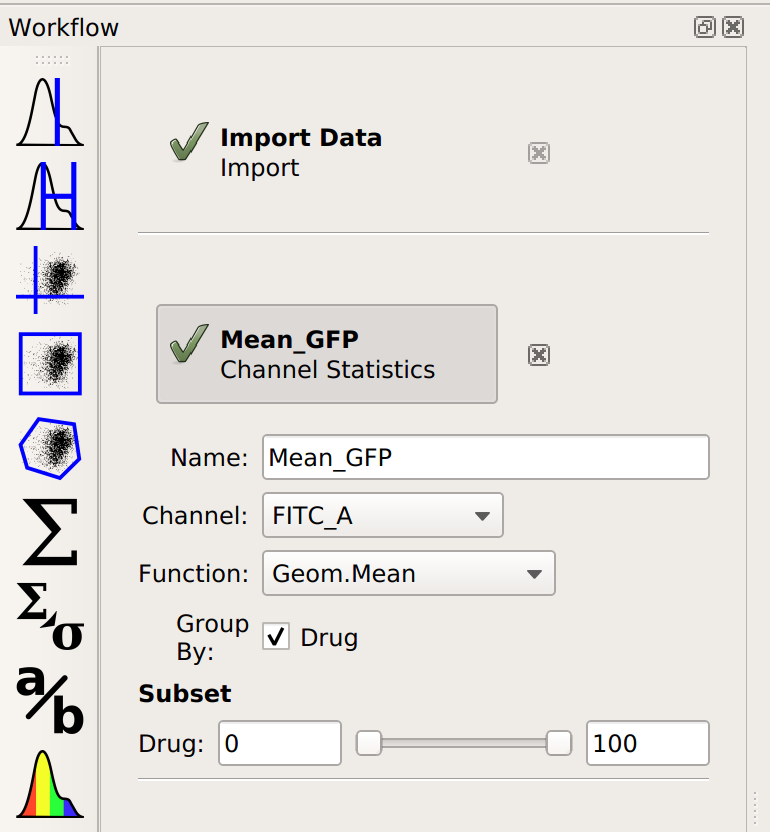 Workflow
Import Data
Import
Mean_GFP
Channel Statistics
Name: Mean_GFP
Channel: FITC_A
Function: Geom.Mean
Group
By: Drug
Subset
Drug: 0 100
Σ
Σ σ
a/b